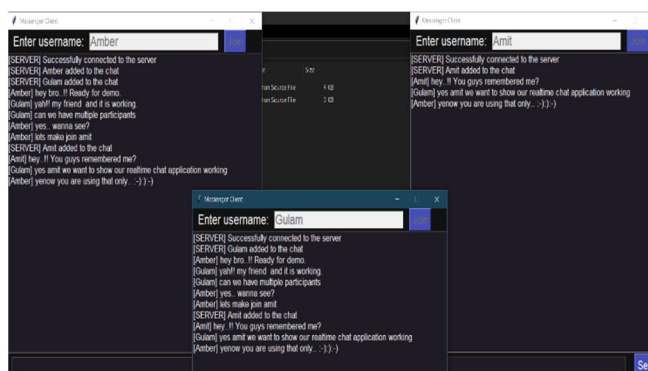 Messenger Client
Enter username: Amber
Join
[SERVER] Successfully connected to the server
[SERVER] Amber added to the chat
[SERVER] Gulam added to the chat
[Amber] hey bro..!! Ready for demo.
[Gulam] yah!! my friend and it is working.
[Gulam] can we have multiple participants
[Amber] yes.. wanna see?
[Amber] lets make join amit
[SERVER] Amit added to the chat
[Amit] hey..!! You guys remembered me?
[Gulam] yes amit we want to show our realtime chat application working
[Amber] yenow you are using that only.. :-):):-)
Size
hon Source File 4 KB
hon Source File 3 KB
Messenger Client
Enter username: Amit
Join
[SERVER] Successfully connected to the server
[SERVER] Amit added to the chat
[Amit] hey..!! You guys remembered me?
[Gulam] yes amit we want to show our realtime chat application working
[Amber] yenow you are using that only.. :-):):-)
Messenger Client
Enter username: Gulam
Join
[SERVER] Successfully connected to the server
[SERVER] Gulam added to the chat
[Amber] hey bro..!! Ready for demo.
[Gulam] yah!! my friend and it is working.
[Gulam] can we have multiple participants
[Amber] yes.. wanna see?
[Amber] lets make join amit
[SERVER] Amit added to the chat
[Amit] hey..!! You guys remembered me?
[Gulam] yes amit we want to show our realtime chat application working
[Amber] yenow you are using that only.. :-):):-)
Se